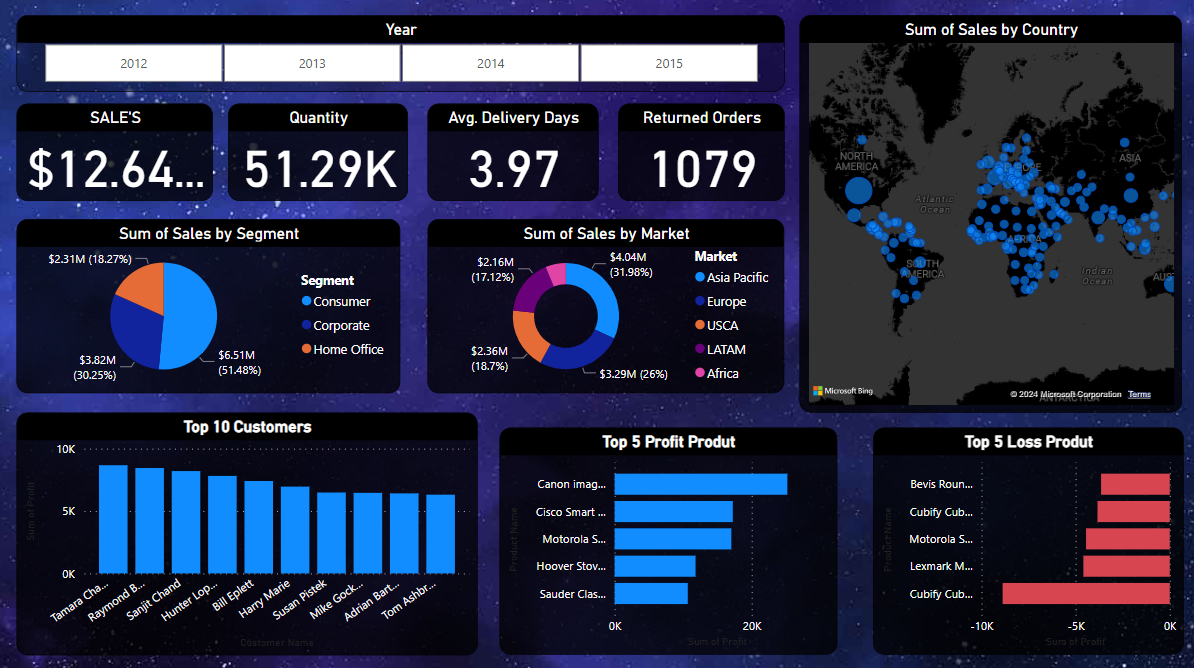 Year
2012
2013
2014
2015
SALE'S
$12.64...
Quantity
51.29K
Avg. Delivery Days
3.97
Returned Orders
1079
Sum of Sales by Country
NORTH
AMERICA
Atlantic
Ocean
SOUTH
AMERICA
AFRICA
ASIA
Indian
Ocean
AUS
Microsoft Bing
© 2024 Microsoft Corporation
Terms
Sum of Sales by Segment
$2.31M (18.27%)
$3.82M
(30.25%)
$6.51M
(51.48%)
Segment
Consumer
Corporate
Home Office
Sum of Sales by Market
$2.16M
(17.12%)
$4.04M
(31.98%)
$2.36M
(18.7%)
$3.29M (26%)
Market
Asia Pacific
Europe
USCA
LATAM
Africa
Top 10 Customers
Sum of Profit
10K
5K
0K
Tamara Cha...
Raymond B...
Sanjit Chand
Hunter Lop...
Bill Eplett
Harry Marie
Susan Pistek
Mike Gock...
Adrian Bart...
Tom Ashbr...
Customer Name
Top 5 Profit Produt
Product Name
Canon imag...
Cisco Smart ...
Motorola S...
Hoover Stov...
Sauder Clas...
0K
20K
Sum of Profit
Top 5 Loss Produt
Product Name
Bevis Roun...
Cubify Cub...
Motorola S...
Lexmark M...
Cubify Cub...
-10K
-5K
0K
Sum of Profit